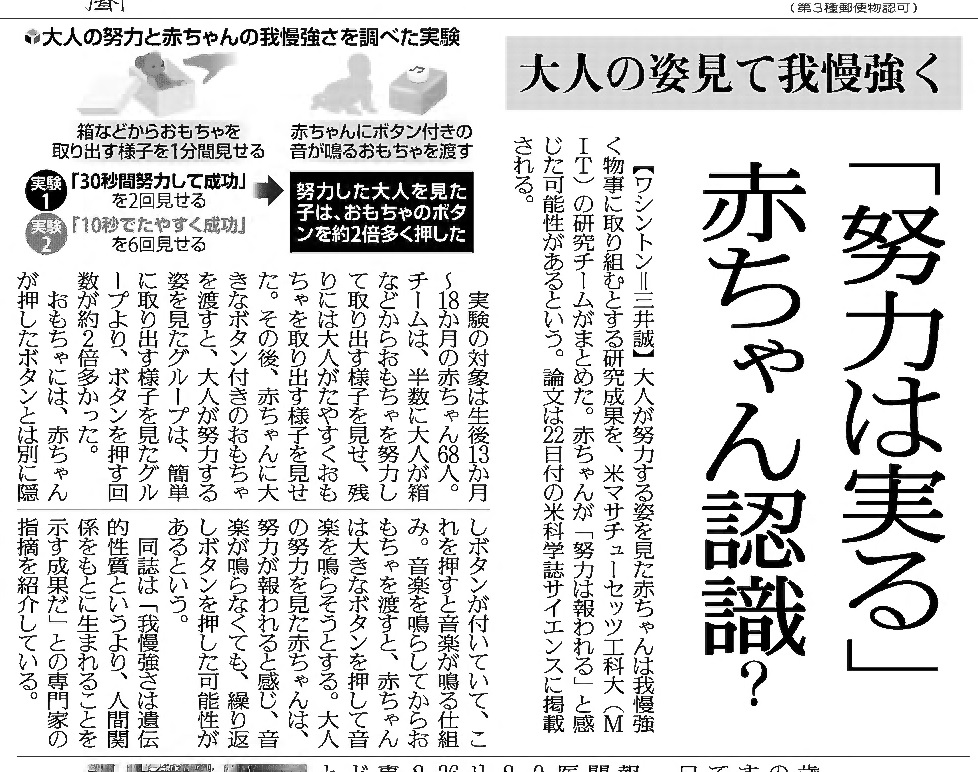 (第3種郵便物認可)
大人の姿見て我慢強く
「努力は実る」
赤ちゃん認識?
【ワシントン=三井誠】大人が努力する姿を見た赤ちゃんは我慢強
く物事に取り組むとする研究成果を、米マサチューセッツ工科大(M
IT)の研究チームがまとめた。赤ちゃんが「努力は報われる」と感
じた可能性があるという。論文は22日付の米科学誌サイエンスに掲載
される。
大人の努力と赤ちゃんの我慢強さを調べた実験
箱などからおもちゃを
取り出す様子を1分間見せる
赤ちゃんにボタン付きの
音が鳴るおもちゃを渡す
実験1
「30秒間努力して成功」
を2回見せる
実験2
「10秒でたやすく成功」
を6回見せる
努力した大人を見た
子は、おもちゃのボタ
ンを約2倍多く押した
実験の対象は生後13か月
〜18か月の赤ちゃん68人。
チームは、半数に大人が箱
などからおもちゃを努力し
て取り出す様子を見せ、残
りには大人がたやすくおも
ちゃを取り出す様子を見せ
た。その後、赤ちゃんに大
きなボタン付きのおもちゃ
を渡すと、大人が努力する
姿を見たグループは、簡単
に取り出す様子を見たグル
ープより、ボタンを押す回
数が約2倍多かった。
おもちゃには、赤ちゃん
が押したボタンとは別に隠
しボタンが付いていて、こ
れを押すと音楽が鳴る仕組
み。音楽を鳴らしてからお
もちゃを渡すと、赤ちゃん
は大きなボタンを押して音
楽を鳴らそうとする。大人
の努力を見た赤ちゃんは、
努力が報われると感じ、音
楽が鳴らなくても、繰り返
しボタンを押した可能性が
あるという。
同誌は「我慢強さは遺伝
的性質というより、人間関
係をもとに生まれることを
示す成果だ」との専門家の
指摘を紹介している。